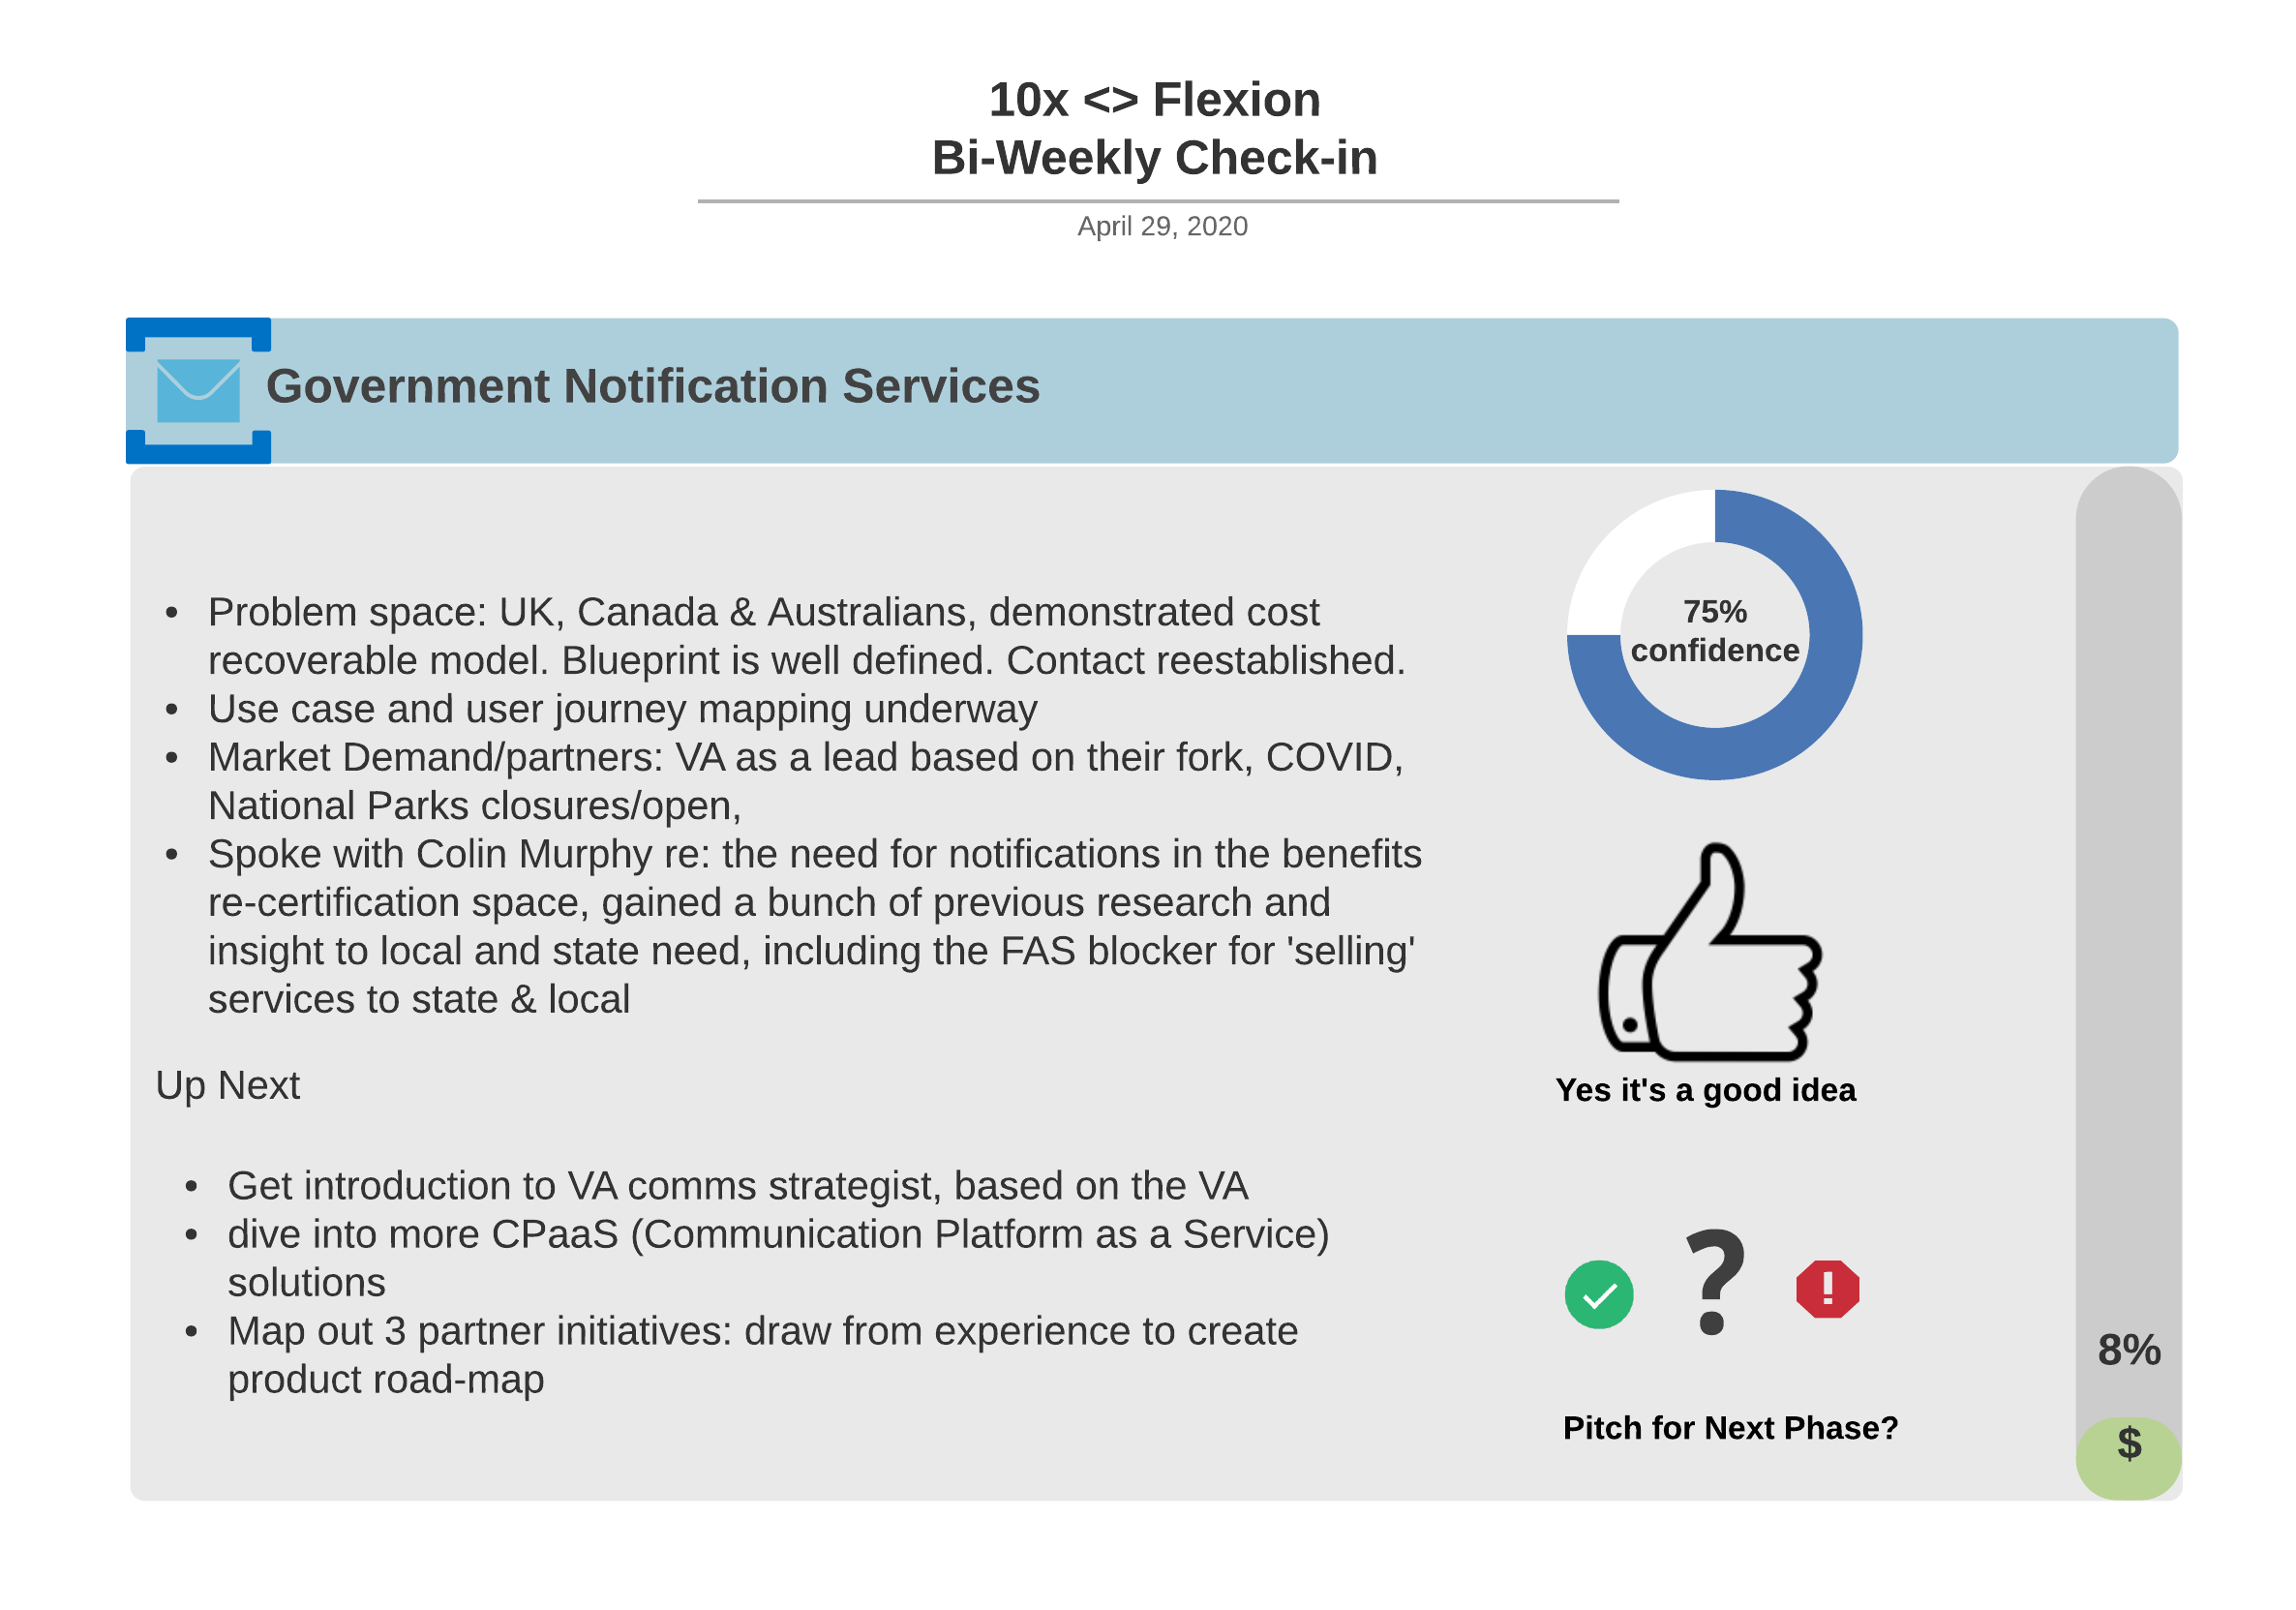 10x <> Flexion
Bi-Weekly Check-in
April 29, 2020
Government Notification Services
• Problem space: UK, Canada & Australians, demonstrated cost
recoverable model. Blueprint is well defined. Contact reestablished.
• Use case and user journey mapping underway
• Market Demand/partners: VA as a lead based on their fork, COVID,
National Parks closures/open,
• Spoke with Colin Murphy re: the need for notifications in the benefits
re-certification space, gained a bunch of previous research and
insight to local and state need, including the FAS blocker for 'selling'
services to state & local
Up Next
• Get introduction to VA comms strategist, based on the VA
• dive into more CPaaS (Communication Platform as a Service)
solutions
• Map out 3 partner initiatives: draw from experience to create
product road-map
75%
confidence
Yes it's a good idea
?
!
Pitch for Next Phase?
8%
$